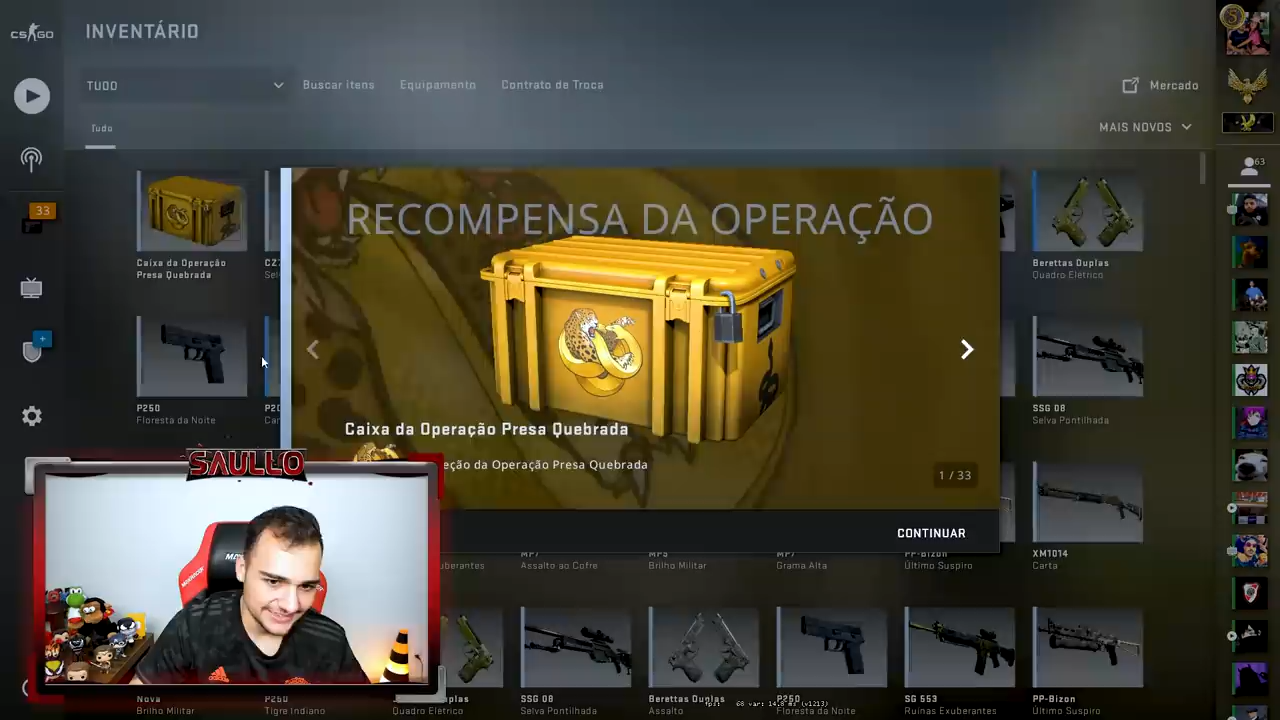 CS:GO
INVENTÁRIO
5
TUDO
Buscar itens
Equipamento
Contrato de Troca
Mercado
Tudo
MAIS NOVOS
63
33
RECOMPENSA DA OPERAÇÃO
Caixa da Operação
Presa Quebrada
Berettas Duplas
Quadro Elétrico
P250
Floresta da Noite
SSG 08
Selva Pontilhada
Caixa da Operação Presa Quebrada
eção da Operação Presa Quebrada
1 / 33
CONTINUAR
SAULLO
uberantes
MP7
Assalto ao Cofre
MP5
Brilho Militar
MP7
Grama Alta
PP-Bizon
Último Suspiro
XM1014
Carta
Nova
Brilho Militar
P250
Tigre Indiano
Duplas
Quadro Elétrico
SSG 08
Selva Pontilhada
Berettas Duplas
Assalto
P250
Floresta da Noite
SG 553
Ruínas Exuberantes
PP-Bizon
Último Suspiro